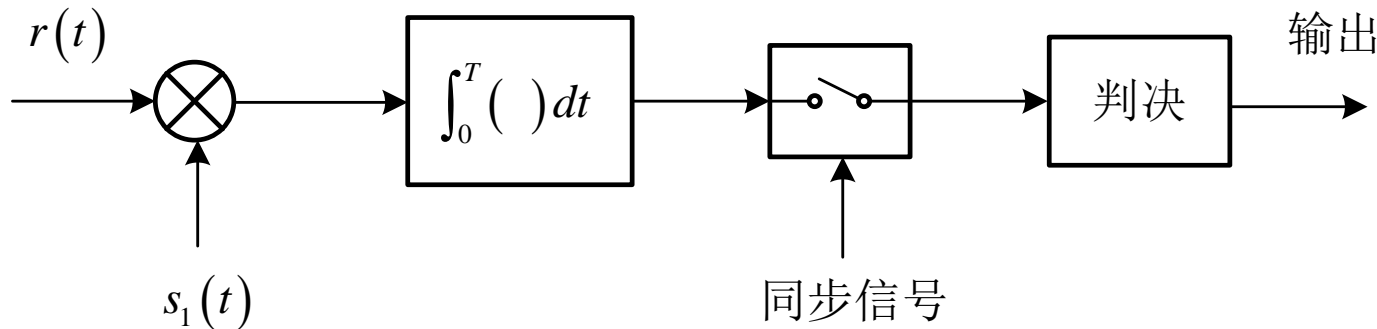 r(t)
∫₀ᵀ( )dt
判决
输出
s₁(t)
同步信号